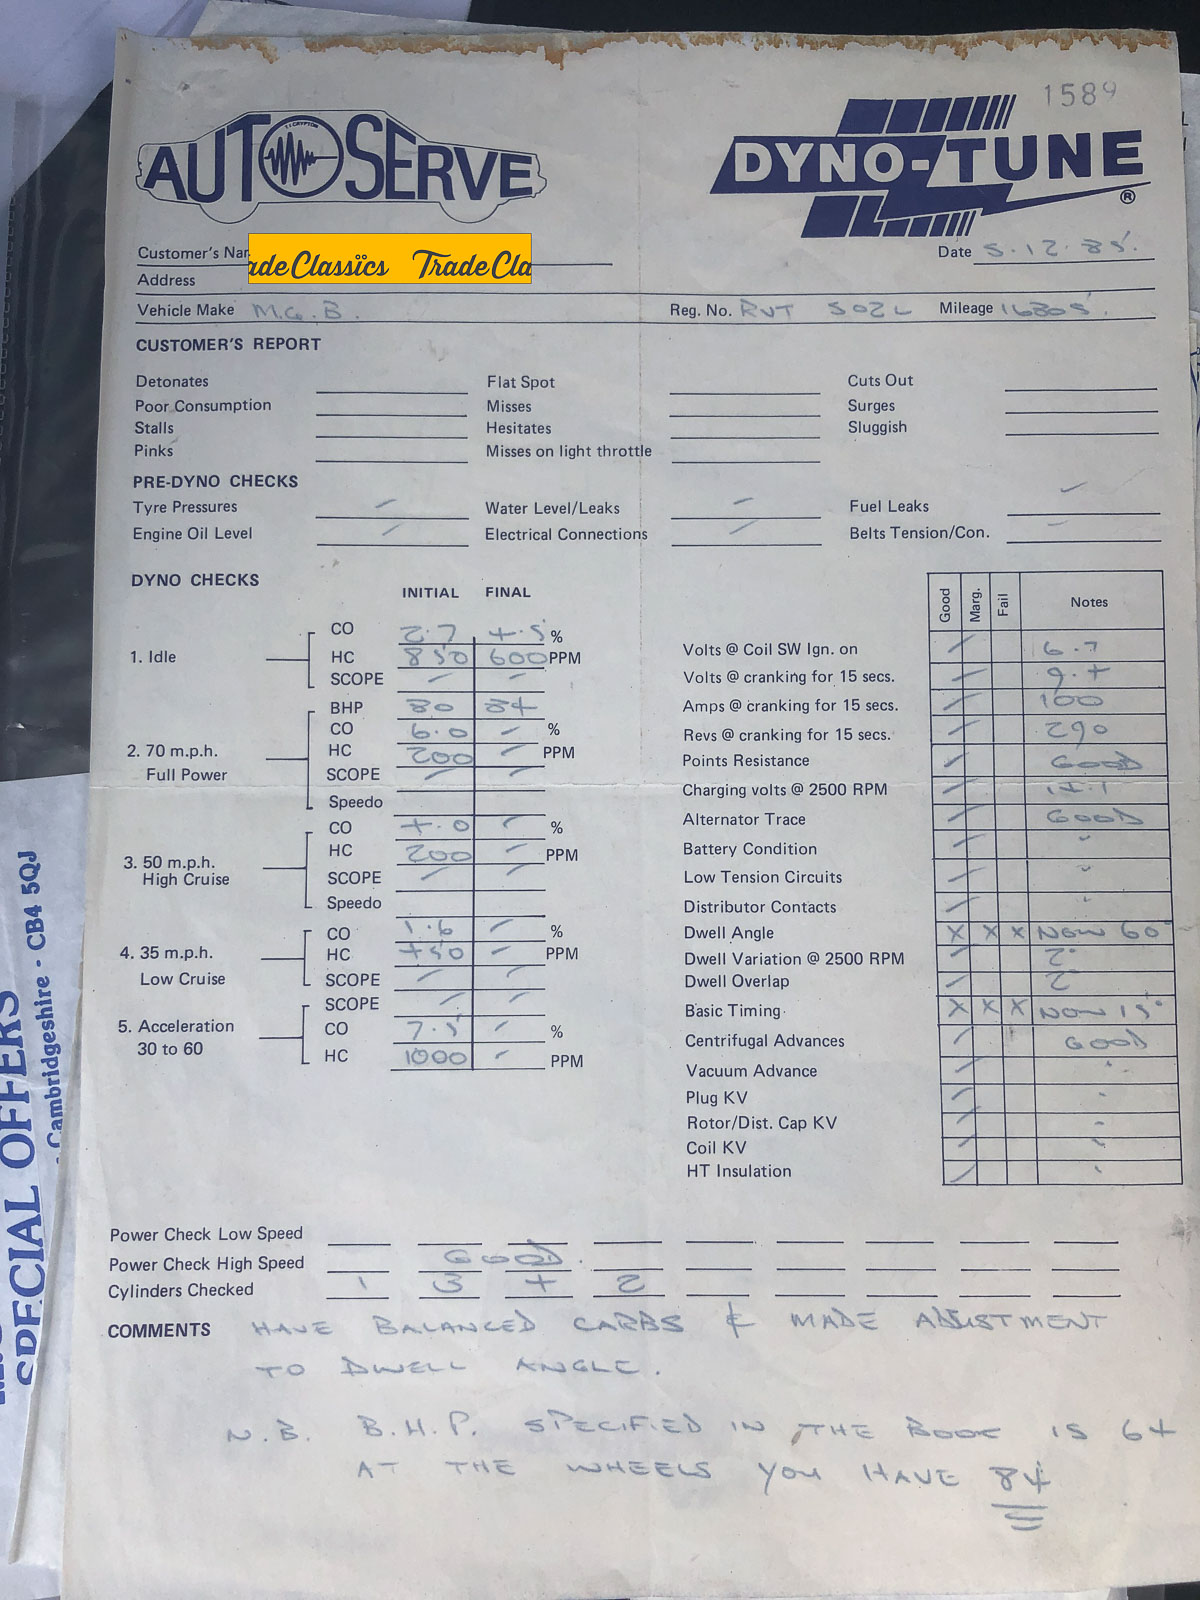 1589
AUTOSERVE
DYNO-TUNE ®
Customer's Nar
adeClassics TradeCla
Date 5.12.85.
Address
Vehicle Make M.G.B. Reg. No. RVT 502L Mileage
CUSTOMER'S REPORT
Detonates Flat Spot Cuts Out
Poor Consumption Misses Surges
Stalls Hesitates Sluggish
Pinks Misses on light throttle
PRE-DYNO CHECKS
Tyre Pressures Water Level/Leaks Fuel Leaks
Engine Oil Level Electrical Connections Belts Tension/Con.
DYNO CHECKS
INITIAL FINAL
1. Idle
CO 2.7 4.5 %
HC 850 600 PPM
SCOPE
2. 70 m.p.h.
Full Power
BHP 80 84
CO 6.0 %
HC 200 PPM
SCOPE
Speedo
3. 50 m.p.h.
High Cruise
CO 4.0 %
HC 200 PPM
SCOPE
Speedo
4. 35 m.p.h.
Low Cruise
CO 1.6 %
HC 450 PPM
SCOPE
5. Acceleration
30 to 60
SCOPE
CO 7.5 %
HC 1000 PPM
Good Marg. Fail Notes
Volts @ Coil SW Ign. on 6.7
Volts @ cranking for 15 secs. 9.4
Amps @ cranking for 15 secs. 100
Revs @ cranking for 15 secs. 290
Points Resistance GOOD
Charging volts @ 2500 RPM 14.1
Alternator Trace GOOD
Battery Condition "
Low Tension Circuits "
Distributor Contacts "
Dwell Angle X X X NOW 60°
Dwell Variation @ 2500 RPM 2°
Dwell Overlap 2°
Basic Timing X X X NOW 15°
Centrifugal Advances GOOD
Vacuum Advance "
Plug KV "
Rotor/Dist. Cap KV "
Coil KV "
HT Insulation "
Power Check Low Speed
Power Check High Speed GOOD.
Cylinders Checked 1 3 4 2
COMMENTS HAVE BALANCED CARBS & MADE ADJUSTMENT
TO DWELL ANGLE.
N.B. B.H.P. SPECIFIED IN THE BOOK IS 64
AT THE WHEELS YOU HAVE 84
SPECIAL OFFERS
Cambridgeshire - CB4 5QJ